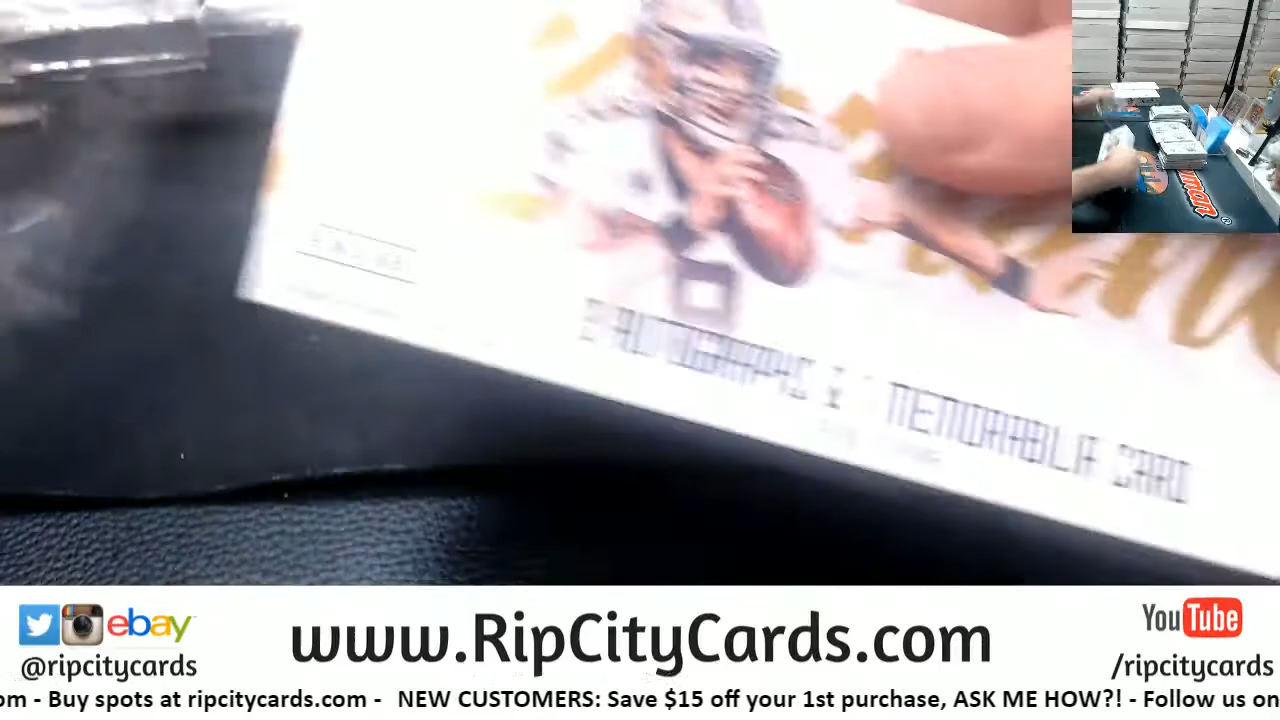 AUTOGRAPHS & 1 MEMORABILIA CARD
ebay
www.RipCityCards.com
YouTube
@ripcitycards
/ripcitycards
om - Buy spots at ripcitycards.com - NEW CUSTOMERS: Save $15 off your 1st purchase, ASK ME HOW?! - Follow us on